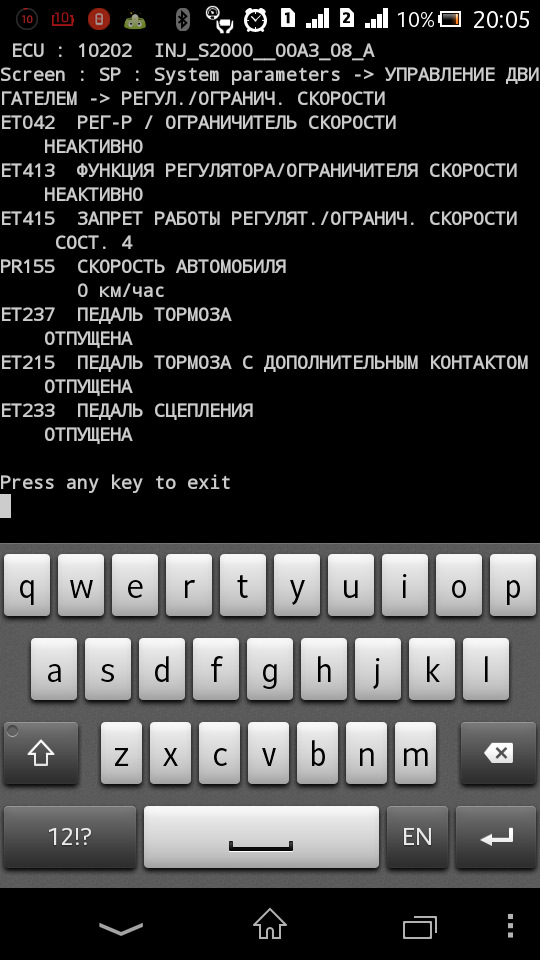 10 10 8 1 2 10% 20:05
ECU : 10202 INJ_S2000__00A3_08_A
Screen : SP : System parameters -> УПРАВЛЕНИЕ ДВИ
ГАТЕЛЕМ -> РЕГУЛ./ОГРАНИЧ. СКОРОСТИ
ET042 РЕГ-Р / ОГРАНИЧИТЕЛЬ СКОРОСТИ
НЕАКТИВНО
ET413 ФУНКЦИЯ РЕГУЛЯТОРА/ОГРАНИЧИТЕЛЯ СКОРОСТИ
НЕАКТИВНО
ET415 ЗАПРЕТ РАБОТЫ РЕГУЛЯТ./ОГРАНИЧ. СКОРОСТИ
СОСТ. 4
PR155 СКОРОСТЬ АВТОМОБИЛЯ
0 км/час
ET237 ПЕДАЛЬ ТОРМОЗА
ОТПУЩЕНА
ET215 ПЕДАЛЬ ТОРМОЗА С ДОПОЛНИТЕЛЬНЫМ КОНТАКТОМ
ОТПУЩЕНА
ET233 ПЕДАЛЬ СЦЕПЛЕНИЯ
ОТПУЩЕНА
Press any key to exit
q w e r t y u i o p
a s d f g h j k l
z x c v b n m
12!? EN